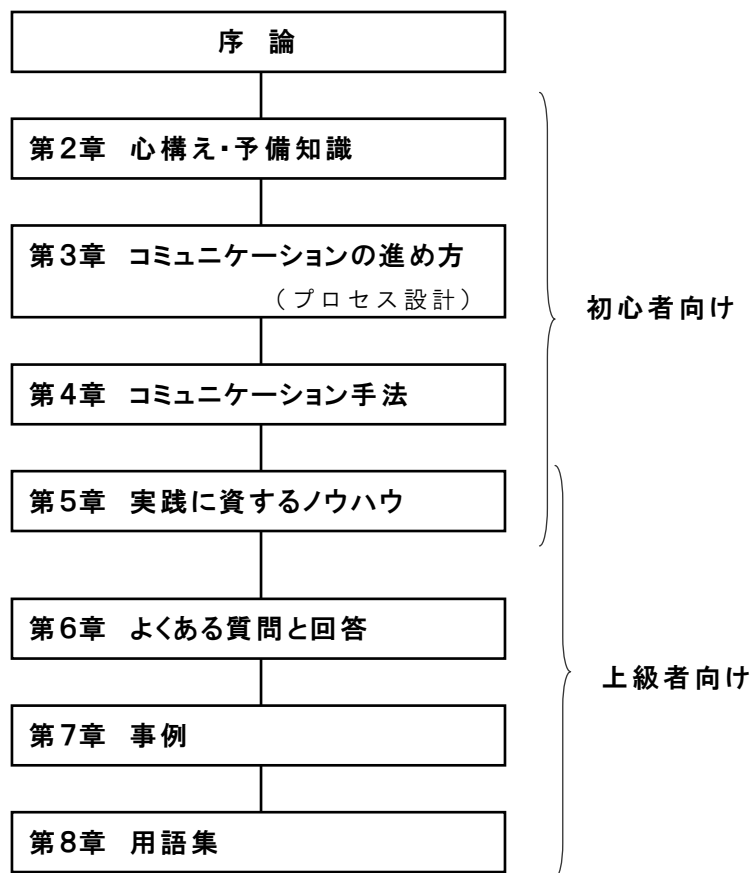 序 論
第2章 心構え・予備知識
第3章 コミュニケーションの進め方
（プロセス設計）
初心者向け
第4章 コミュニケーション手法
第5章 実践に資するノウハウ
第6章 よくある質問と回答
上級者向け
第7章 事例
第8章 用語集